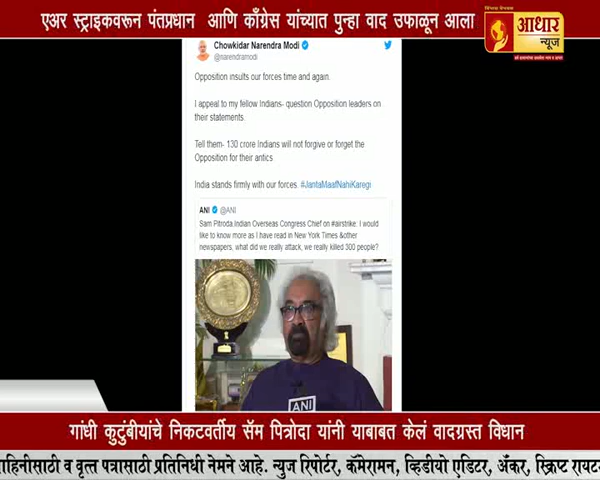 एअर स्ट्राइकवरून पंतप्रधान आणि काँग्रेस यांच्यात पुन्हा वाद उफाळून आला
आधार
न्यूज
Chowkidar Narendra Modi
@narendramodi
Opposition insults our forces time and again.
I appeal to my fellow Indians- question Opposition leaders on
their statements.
Tell them- 130 crore Indians will not forgive or forget the
Opposition for their antics.
India stands firmly with our forces. #JantaMaafNahiKaregi
ANI @ANI
Sam Pitroda,Indian Overseas Congress Chief on #airstrike: I would
like to know more as I have read in New York Times &other
newspapers, what did we really attack, we really killed 300 people?
ANI
गांधी कुटुंबीयांचे निकटवर्तीय सॅम पित्रोदा यांनी याबाबत केलं वादग्रस्त विधान
ाहिनीसाठी व वृत्त पत्रासाठी प्रतिनिधी नेमने आहे. न्युज रिपोर्टर, कॅमेरामन, व्हिडीयो एडिटर, अँकर, स्क्रिप्ट रायट